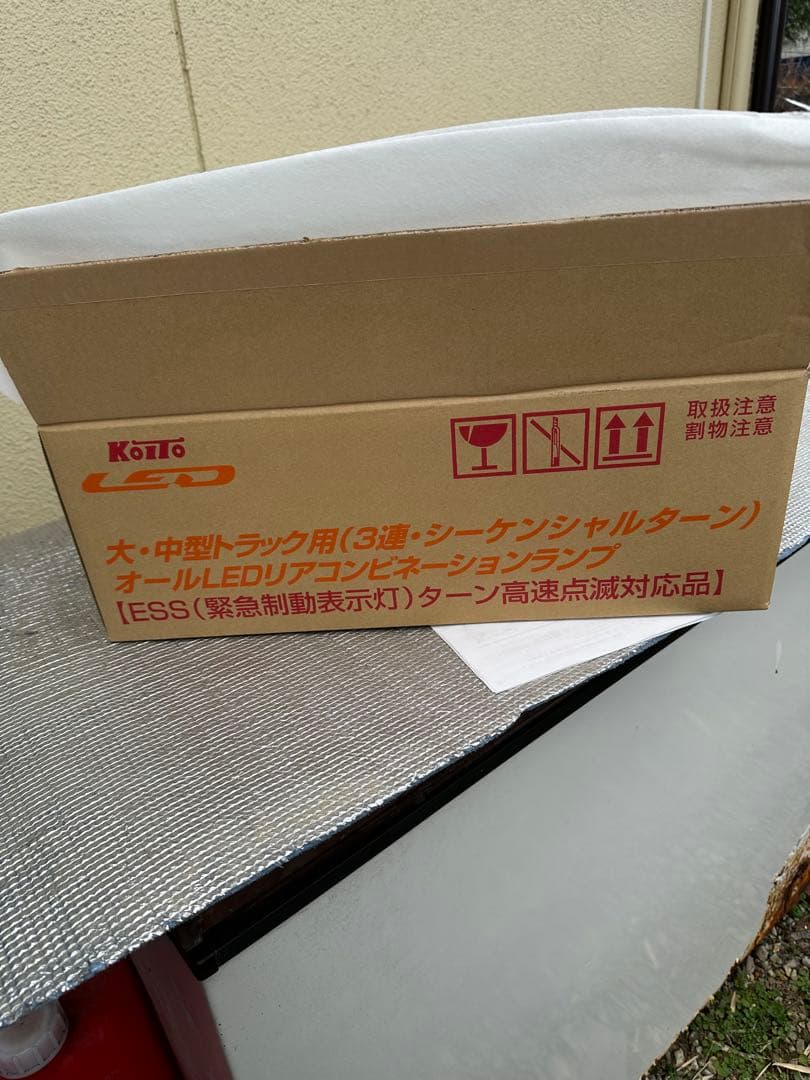 KOITO
LED
取扱注意
割物注意
大・中型トラック用(3連・シーケンシャルターン)
オールLEDリアコンビネーションランプ
【ESS(緊急制動表示灯)ターン高速点滅対応品】